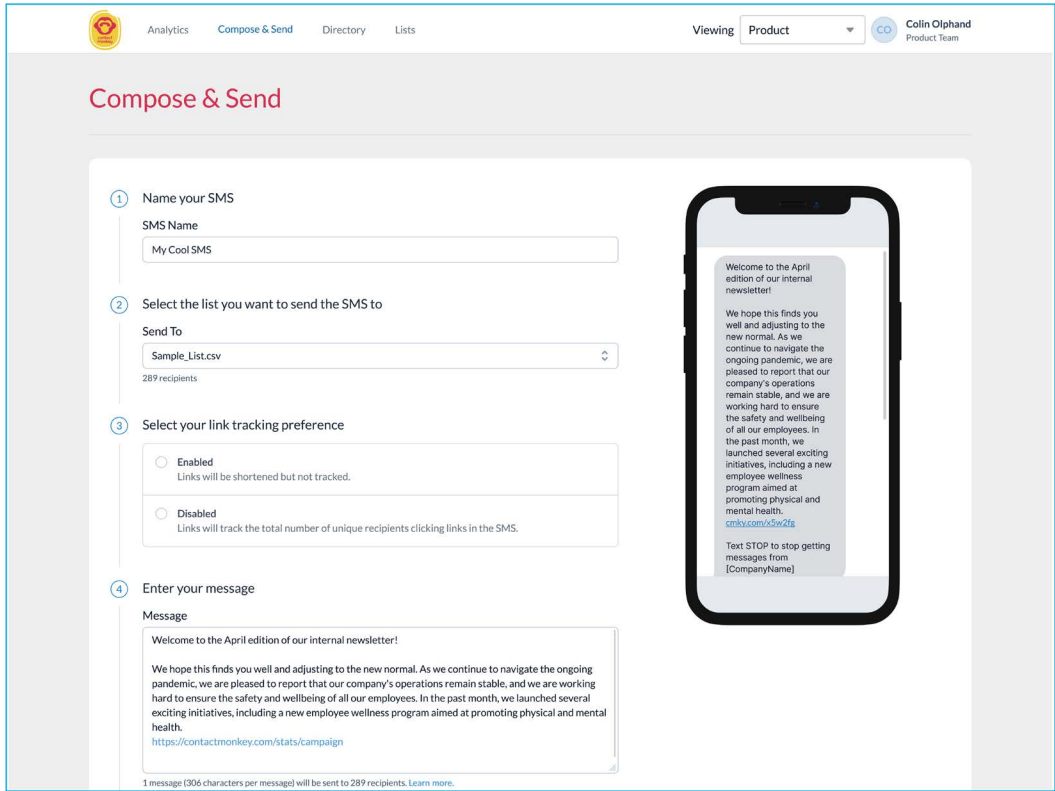 Analytics
Compose & Send
Directory
Lists
Viewing
Product
CO
Colin Olphand
Product Team
Compose & Send
1
Name your SMS
SMS Name
My Cool SMS
2
Select the list you want to send the SMS to
Send To
Sample_List.csv
289 recipients
3
Select your link tracking preference
Enabled
Links will be shortened but not tracked.
Disabled
Links will track the total number of unique recipients clicking links in the SMS.
4
Enter your message
Message
Welcome to the April edition of our internal newsletter!
We hope this finds you well and adjusting to the new normal. As we continue to navigate the ongoing
pandemic, we are pleased to report that our company's operations remain stable, and we are working
hard to ensure the safety and wellbeing of all our employees. In the past month, we launched several
exciting initiatives, including a new employee wellness program aimed at promoting physical and mental
health.
https://contactmonkey.com/stats/campaign
1 message (306 characters per message) will be sent to 289 recipients. Learn more.
Welcome to the April
edition of our internal
newsletter!
We hope this finds you
well and adjusting to the
new normal. As we
continue to navigate the
ongoing pandemic, we are
pleased to report that our
company's operations
remain stable, and we are
working hard to ensure
the safety and wellbeing
of all our employees. In
the past month, we
launched several exciting
initiatives, including a new
employee wellness
program aimed at
promoting physical and
mental health.
cmky.com/x5w2fg
Text STOP to stop getting
messages from
[CompanyName]